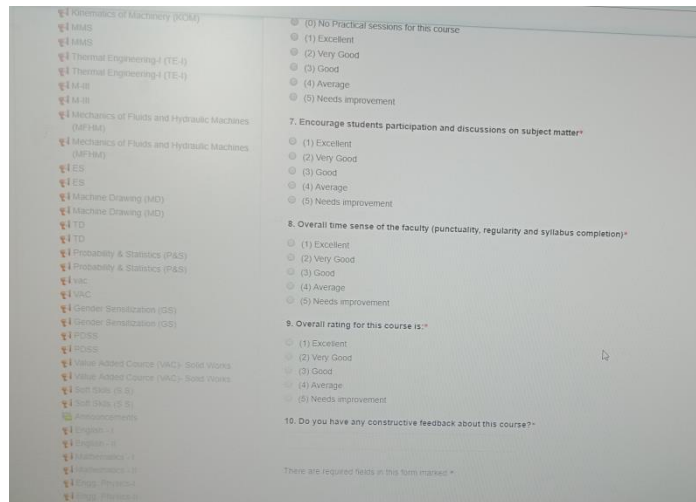 Kinematics of Machinery (KOM)
MMS
MMS
Thermal Engineering-I (TE-I)
Thermal Engineering-I (TE-I)
M-III
M-III
Mechanics of Fluids and Hydraulic Machines
(MFHM)
Mechanics of Fluids and Hydraulic Machines
(MFHM)
ES
ES
Machine Drawing (MD)
Machine Drawing (MD)
TD
TD
Probability & Statistics (P&S)
Probability & Statistics (P&S)
vac
VAC
Gender Sensitization (GS)
Gender Sensitization (GS)
PDSS
PDSS
Value Added Cource (VAC)- Solid Works
Value Added Cource (VAC)- Solid Works
Soft Skills (S S)
Soft Skills (S S)
Announcements
English - I
English - II
Mathematics - I
Mathematics - II
Engg. Physics-I
(0) No Practical sessions for this course
(1) Excellent
(2) Very Good
(3) Good
(4) Average
(5) Needs improvement
7. Encourage students participation and discussions on subject matter*
(1) Excellent
(2) Very Good
(3) Good
(4) Average
(5) Needs improvement
8. Overall time sense of the faculty (punctuality, regularity and syllabus completion)*
(1) Excellent
(2) Very Good
(3) Good
(4) Average
(5) Needs improvement
9. Overall rating for this course is:*
(1) Excellent
(2) Very Good
(3) Good
(4) Average
(5) Needs improvement
10. Do you have any constructive feedback about this course?*
There are required fields in this form marked *.